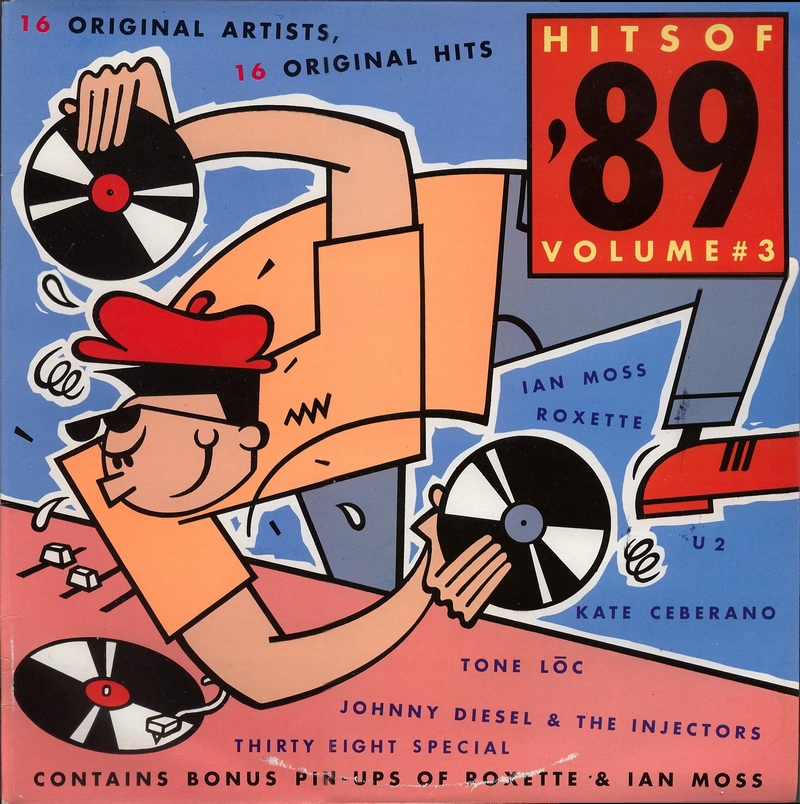 16 ORIGINAL ARTISTS,
16 ORIGINAL HITS
HITS OF
'89
VOLUME #3
IAN MOSS
ROXETTE
U2
KATE CEBERANO
TONE LŌC
JOHNNY DIESEL & THE INJECTORS
THIRTY EIGHT SPECIAL
CONTAINS BONUS PIN-UPS OF ROXETTE & IAN MOSS